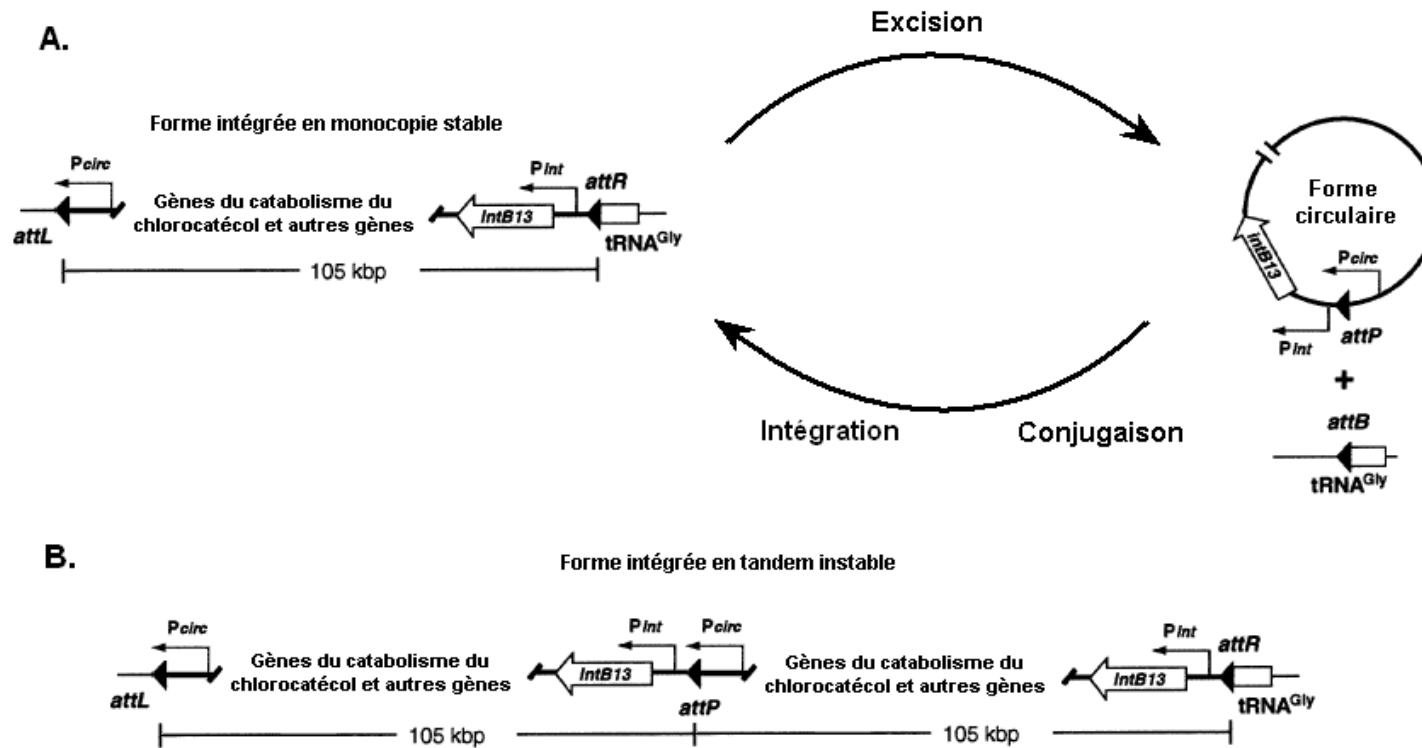 A.
Excision
Forme intégrée en monocopie stable
Pcirc
attL
Gènes du catabolisme du
chlorocatécol et autres gènes
PInt
IntB13
attR
tRNAGly
105 kbp
Forme
circulaire
intB13
Pcirc
PInt
attP
+
attB
tRNAGly
Intégration
Conjugaison
B.
Forme intégrée en tandem instable
Pcirc
attL
Gènes du catabolisme du
chlorocatécol et autres gènes
PInt
IntB13
Pcirc
attP
Gènes du catabolisme du
chlorocatécol et autres gènes
PInt
IntB13
attR
tRNAGly
105 kbp
105 kbp